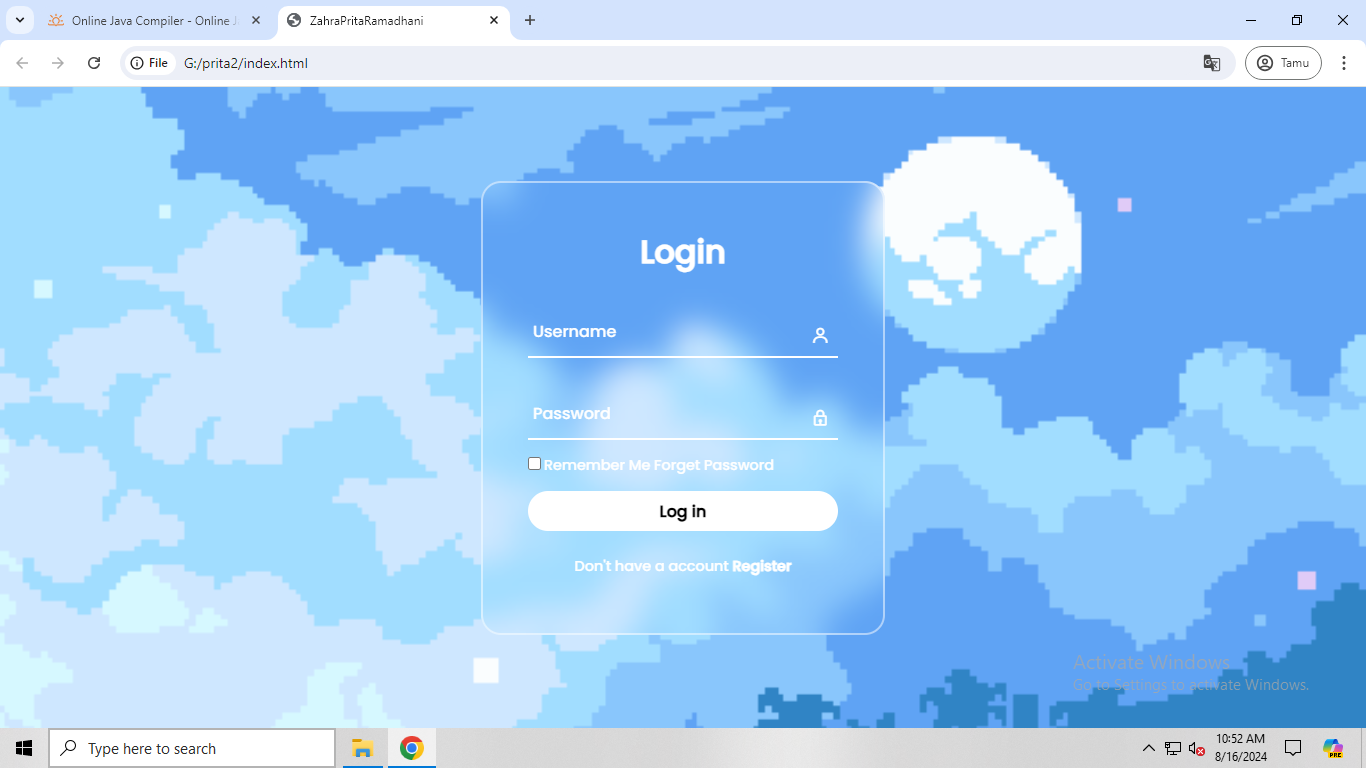 Online Java Compiler - Online J
ZahraPritaRamadhani
File
G:/prita2/index.html
Tamu
Login
Username
Password
Remember Me Forget Password
Log in
Don't have a account Register
Activate Windows
Go to Settings to activate Windows.
Type here to search
PRE
10:52 AM
8/16/2024